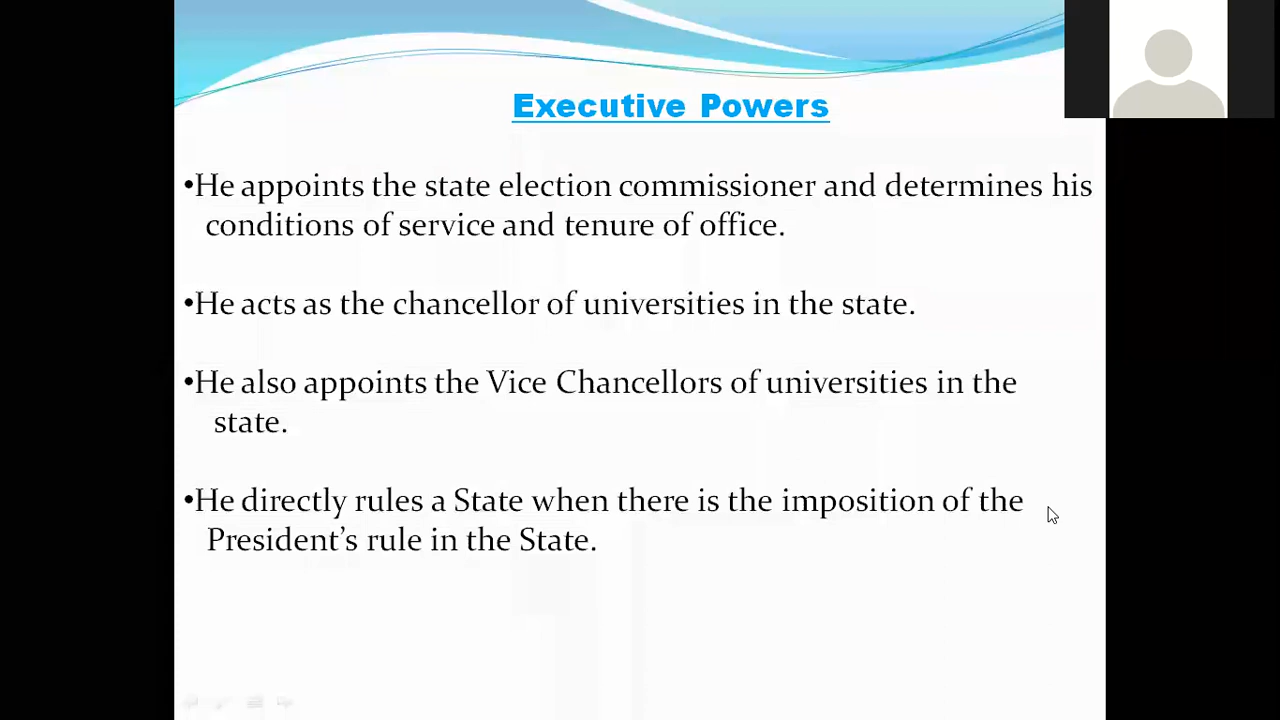 Executive Powers
•He appoints the state election commissioner and determines his
conditions of service and tenure of office.
•He acts as the chancellor of universities in the state.
•He also appoints the Vice Chancellors of universities in the
state.
•He directly rules a State when there is the imposition of the
President’s rule in the State.